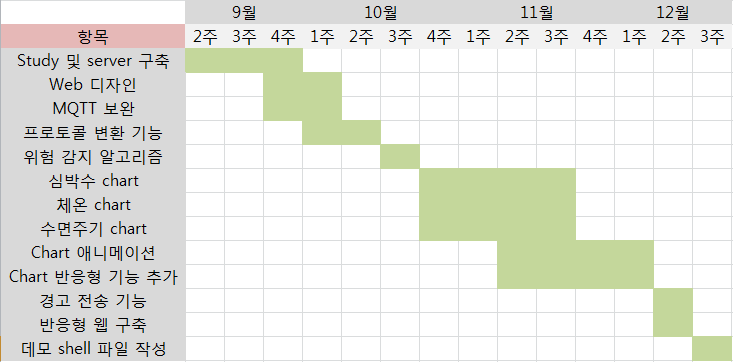 9월 10월 11월 12월
항목 2주 3주 4주 1주 2주 3주 4주 1주 2주 3주 4주 1주 2주 3주
Study 및 server 구축
Web 디자인
MQTT 보완
프로토콜 변환 기능
위험 감지 알고리즘
심박수 chart
체온 chart
수면주기 chart
Chart 애니메이션
Chart 반응형 기능 추가
경고 전송 기능
반응형 웹 구축
데모 shell 파일 작성